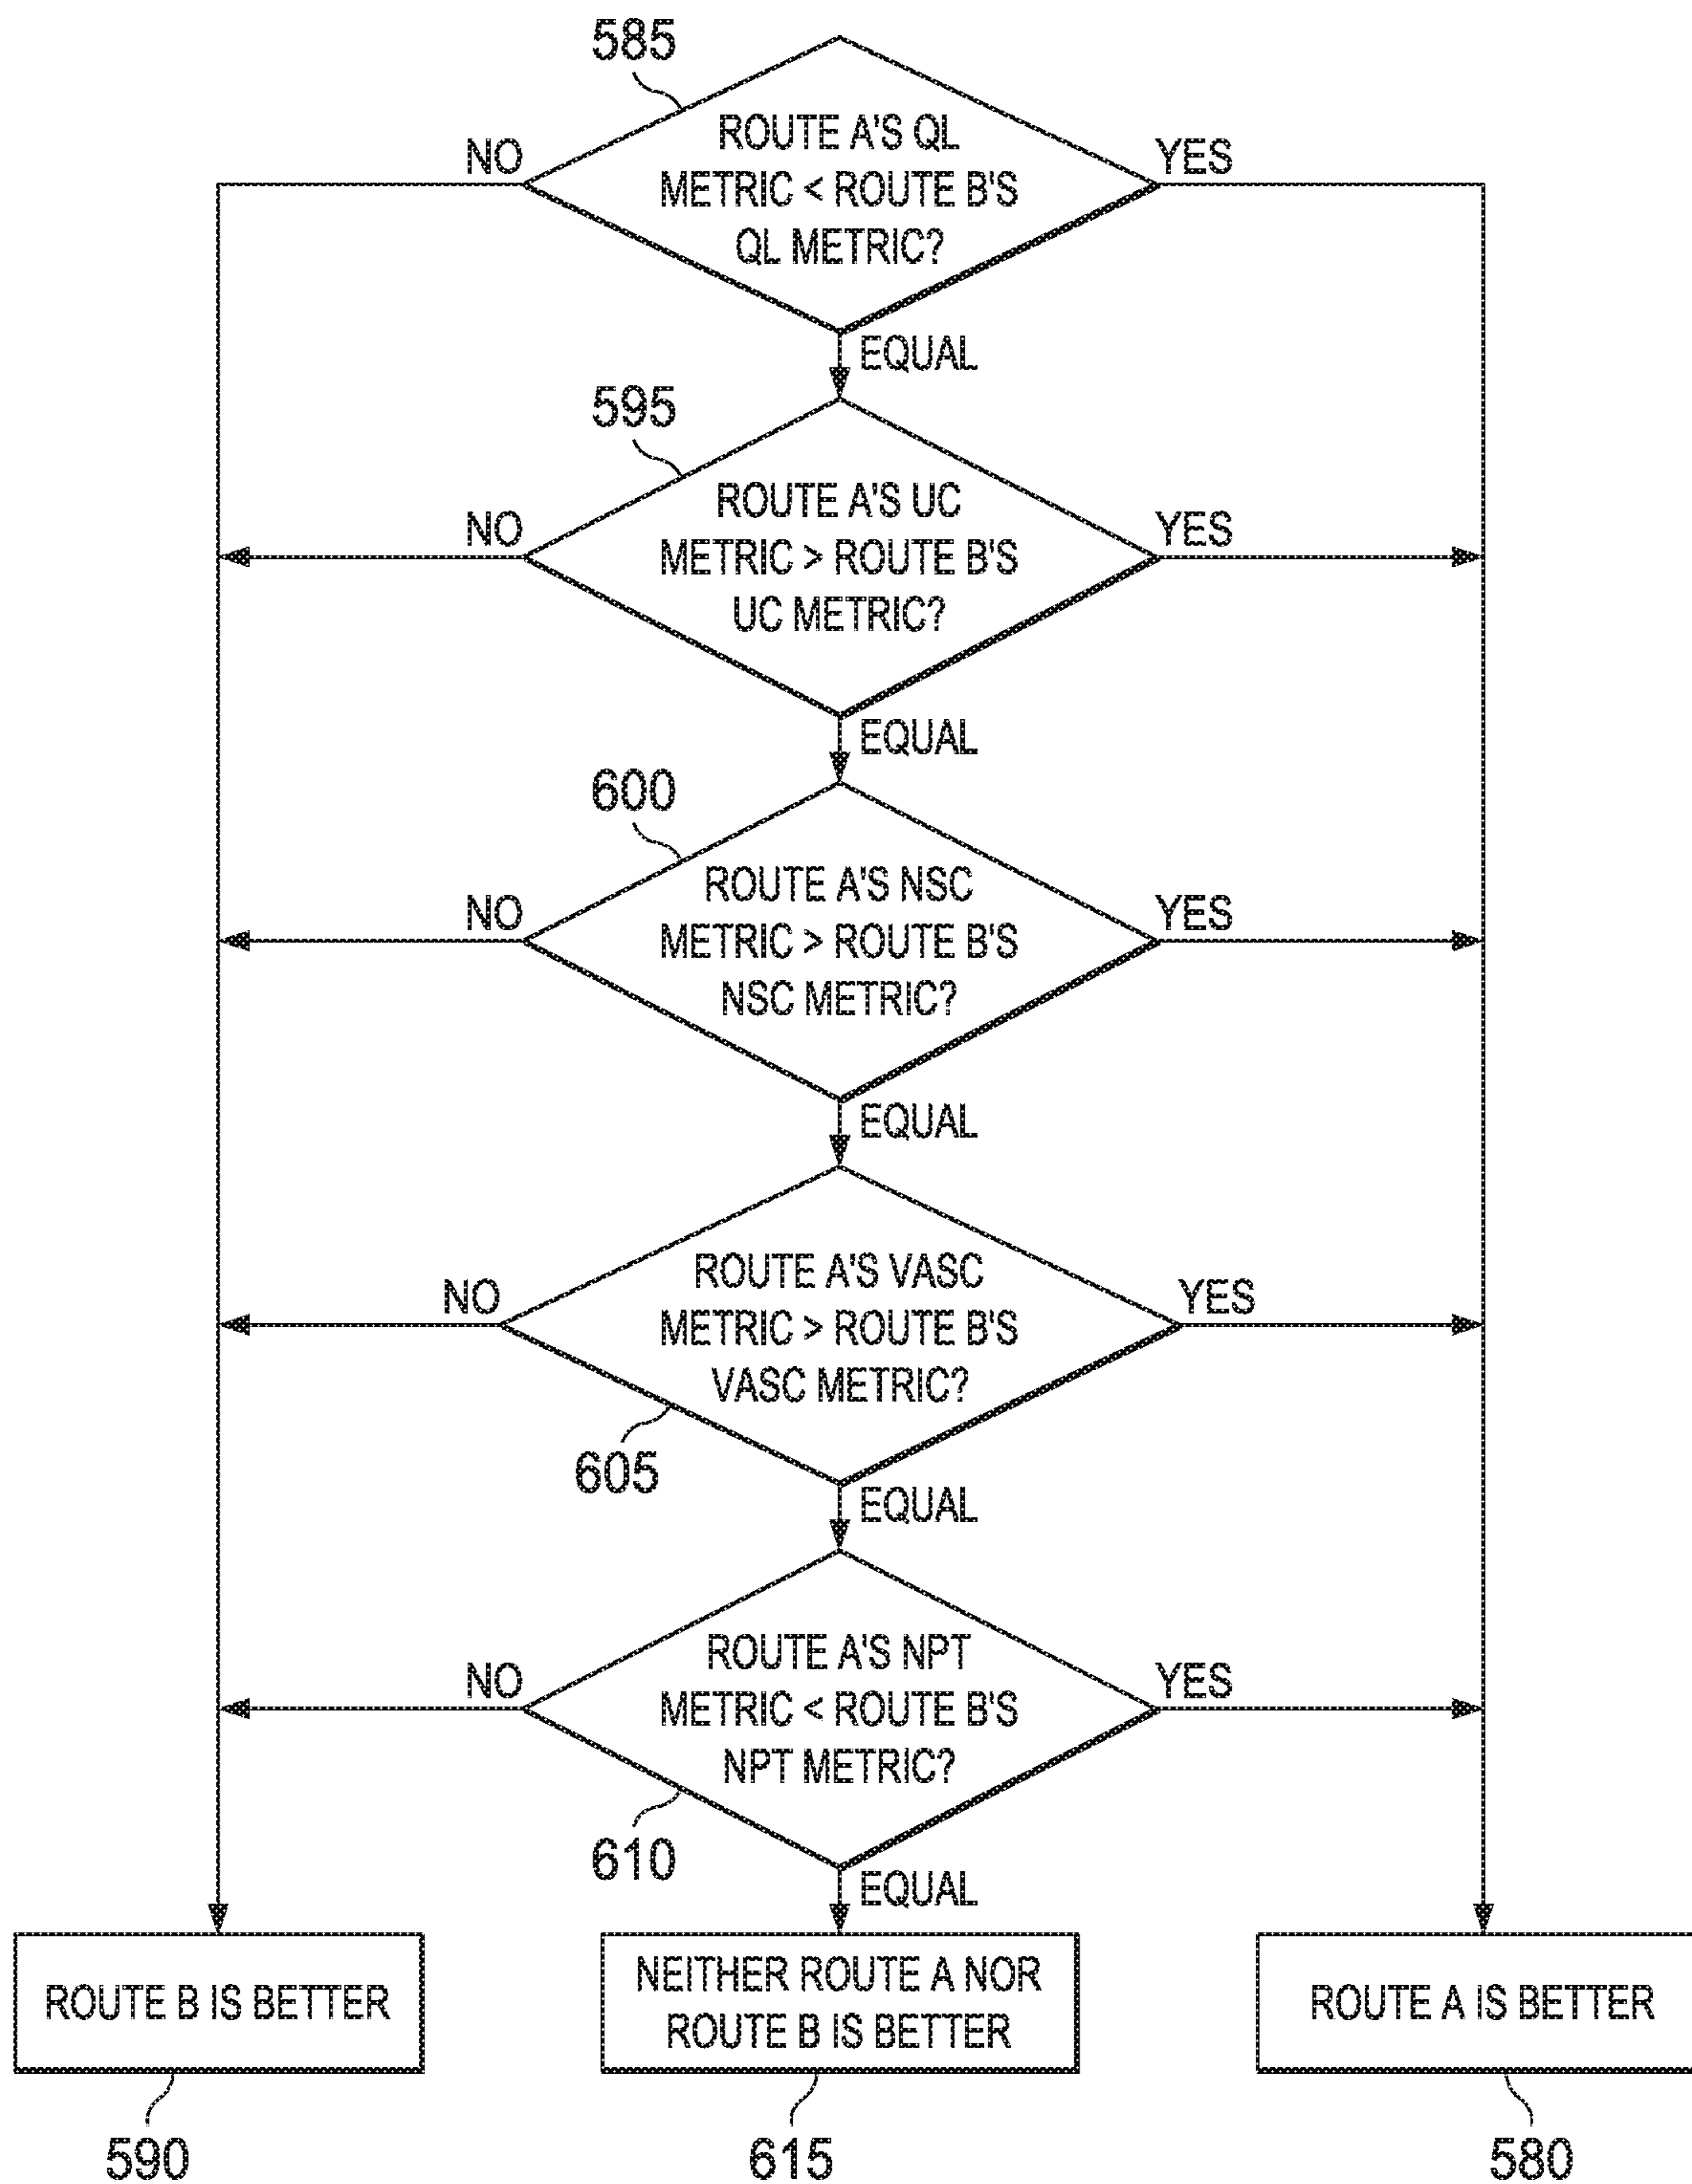 585
ROUTE A'S QL
METRIC < ROUTE B'S
QL METRIC?
NO
YES
EQUAL
595
ROUTE A'S UC
METRIC > ROUTE B'S
UC METRIC?
NO
YES
EQUAL
600
ROUTE A'S NSC
METRIC > ROUTE B'S
NSC METRIC?
NO
YES
EQUAL
ROUTE A'S VASC
METRIC > ROUTE B'S
VASC METRIC?
NO
YES
605
EQUAL
ROUTE A'S NPT
METRIC < ROUTE B'S
NPT METRIC?
NO
YES
610
EQUAL
ROUTE B IS BETTER
NEITHER ROUTE A NOR
ROUTE B IS BETTER
ROUTE A IS BETTER
590
615
580